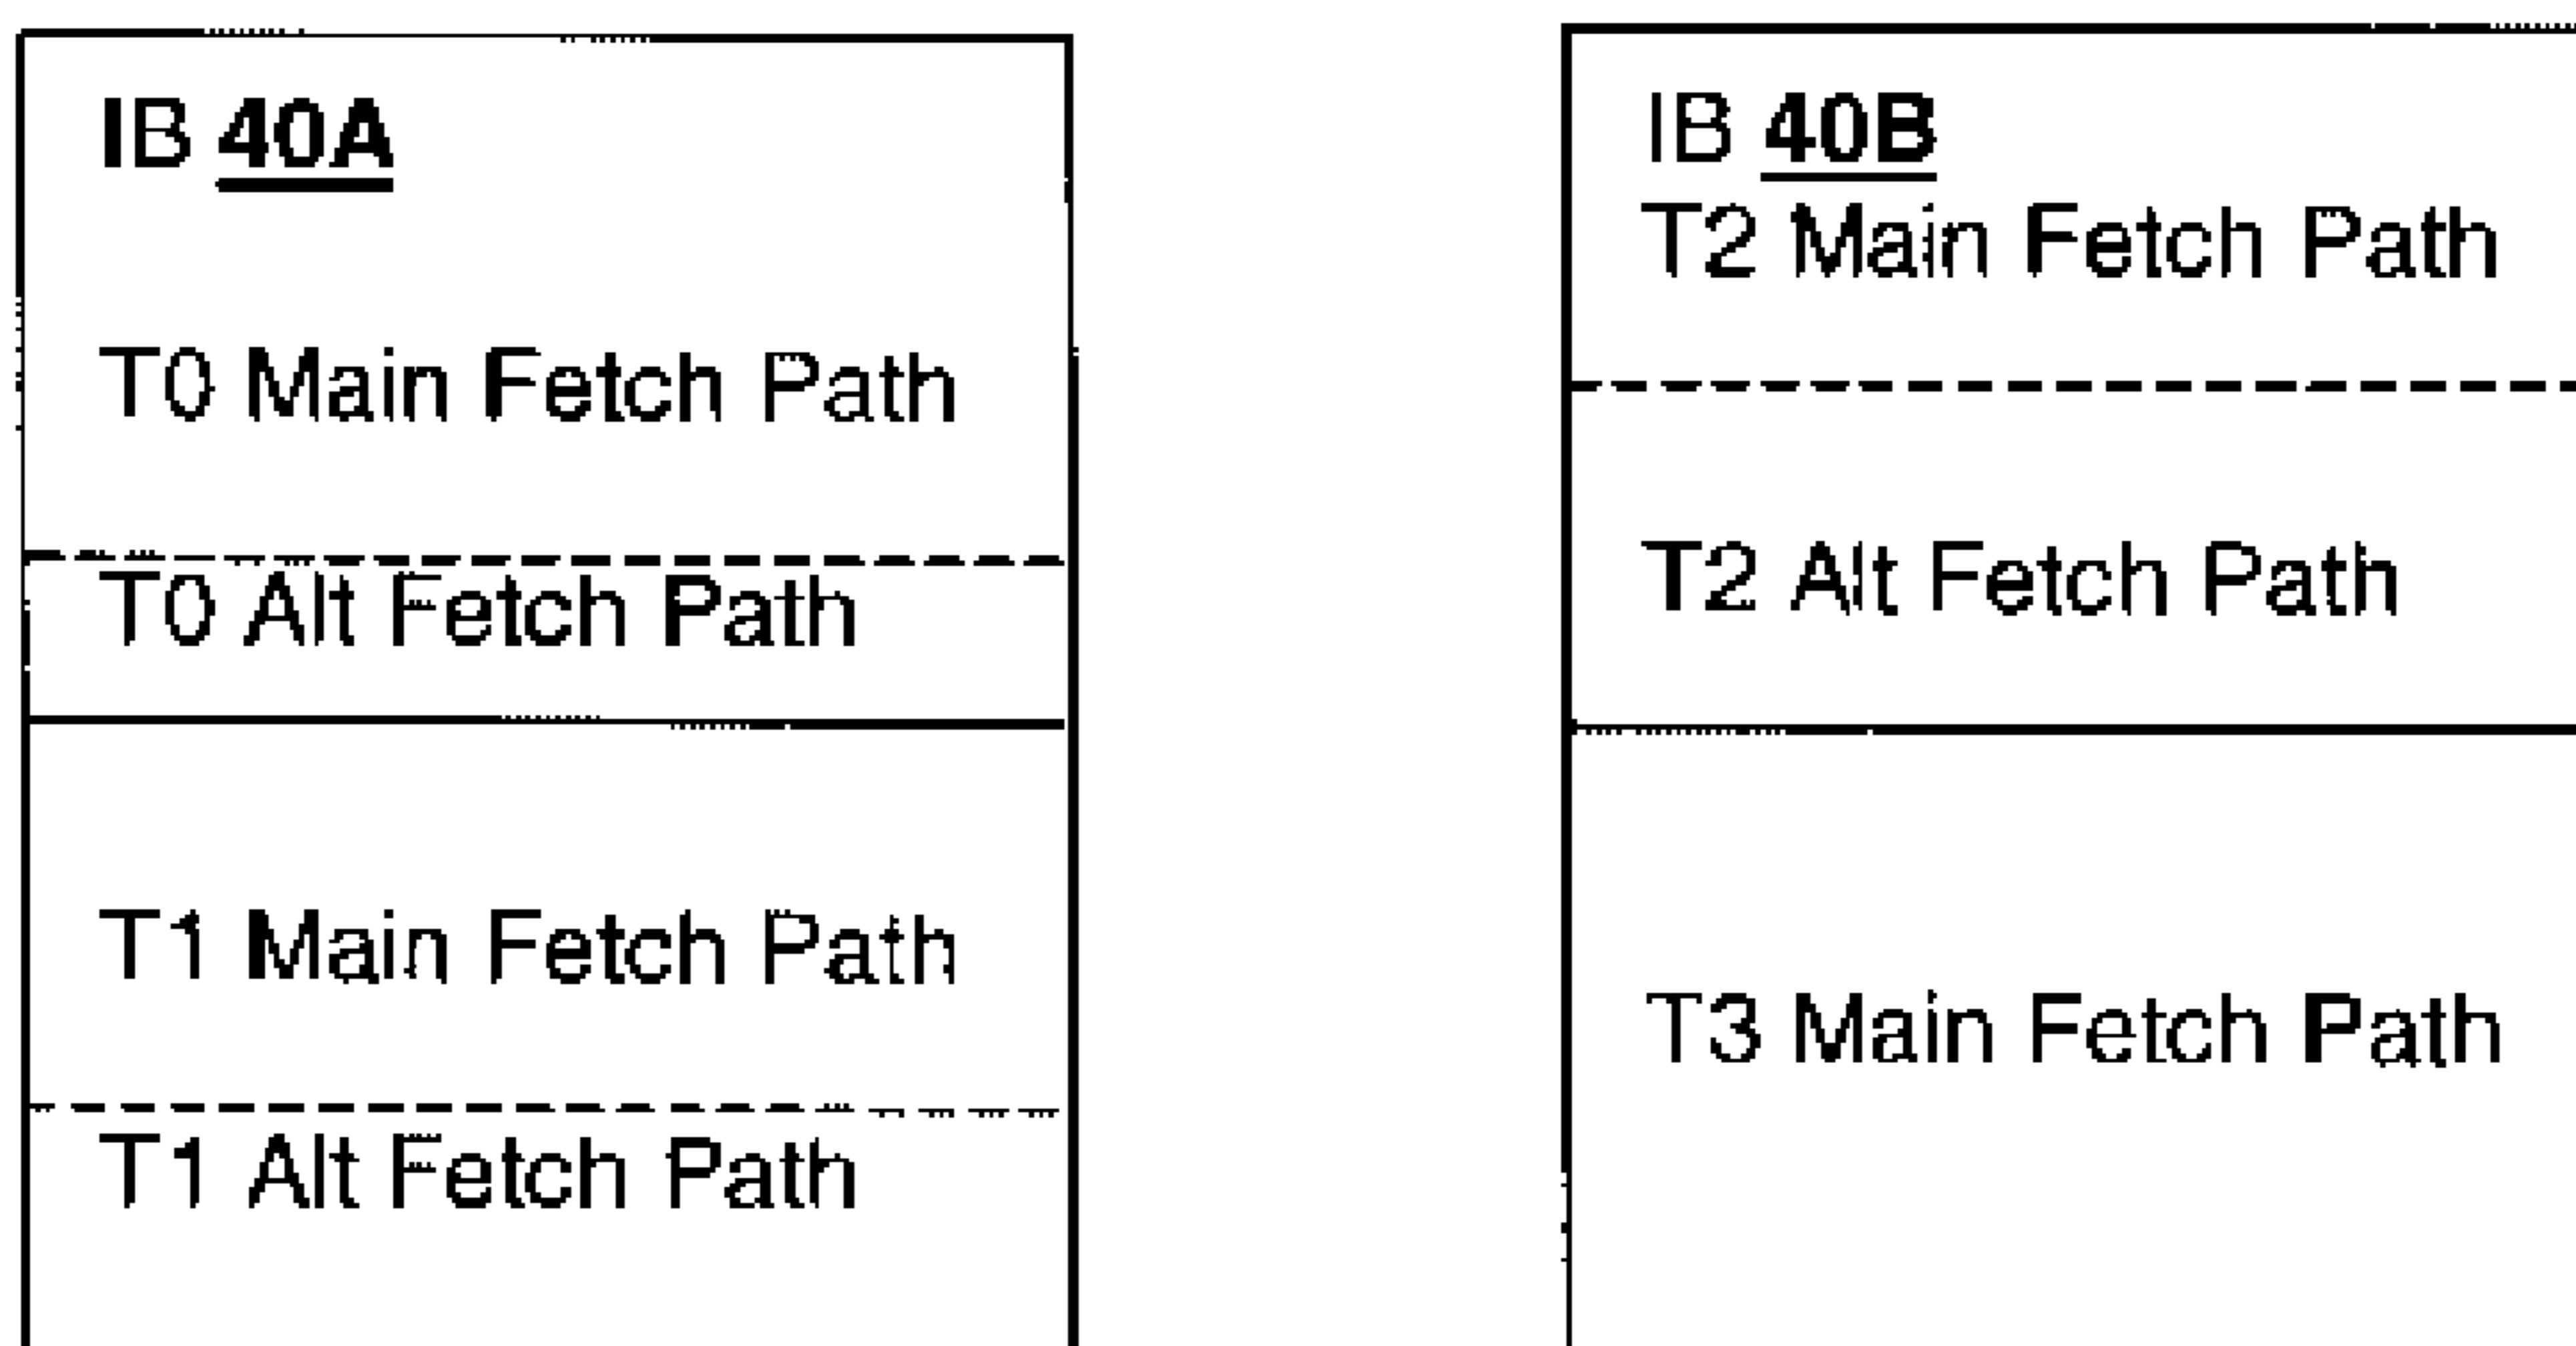 IB 40A
T0 Main Fetch Path
T0 Alt Fetch Path
T1 Main Fetch Path
T1 Alt Fetch Path
IB 40B
T2 Main Fetch Path
T2 Alt Fetch Path
T3 Main Fetch Path